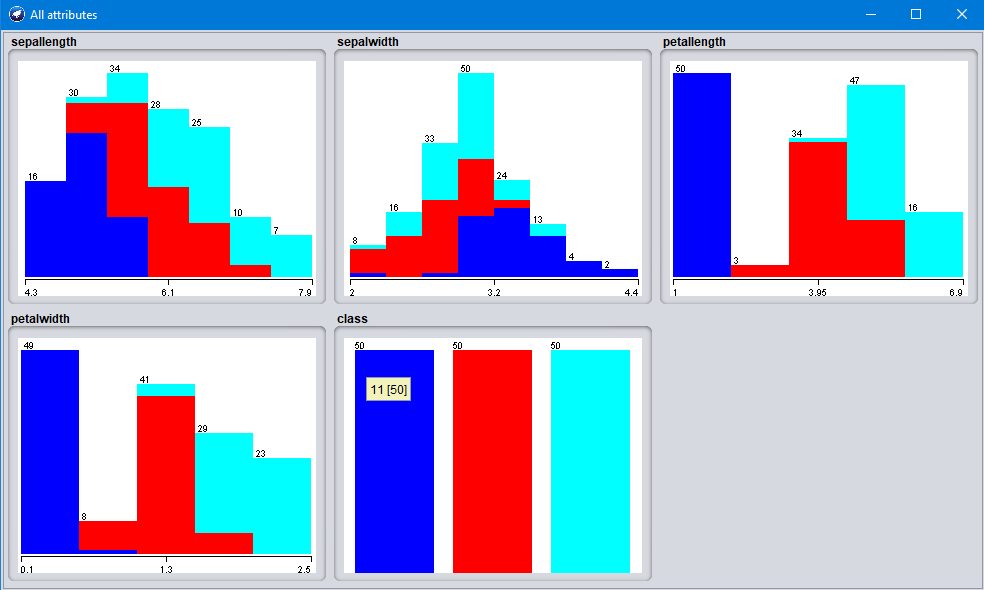 All attributes
sepallength
16 30 34 28 25 10 7
4.3 6.1 7.9
sepalwidth
8 16 33 50 24 13 4 2
2 3.2 4.4
petallength
50 3 34 47 16
1 3.95 6.9
petalwidth
49 8 41 29 23
0.1 1.3 2.5
class
50 50 50
11 [50]